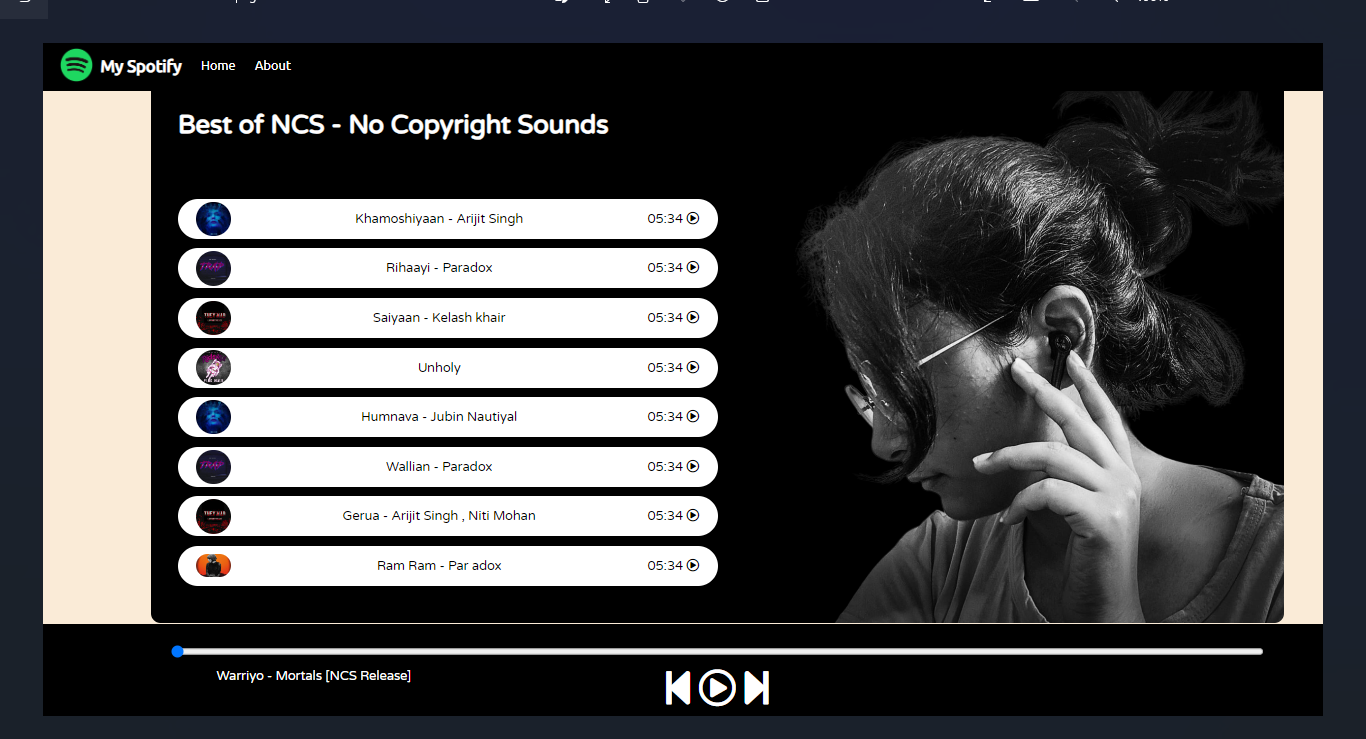 My Spotify Home About
Best of NCS - No Copyright Sounds
Khamoshiyaan - Arijit Singh 05:34
Rihaayi - Paradox 05:34
Saiyaan - Kelash khair 05:34
Unholy 05:34
Humnava - Jubin Nautiyal 05:34
Wallian - Paradox 05:34
Gerua - Arijit Singh , Niti Mohan 05:34
Ram Ram - Par adox 05:34
Warriyo - Mortals [NCS Release]